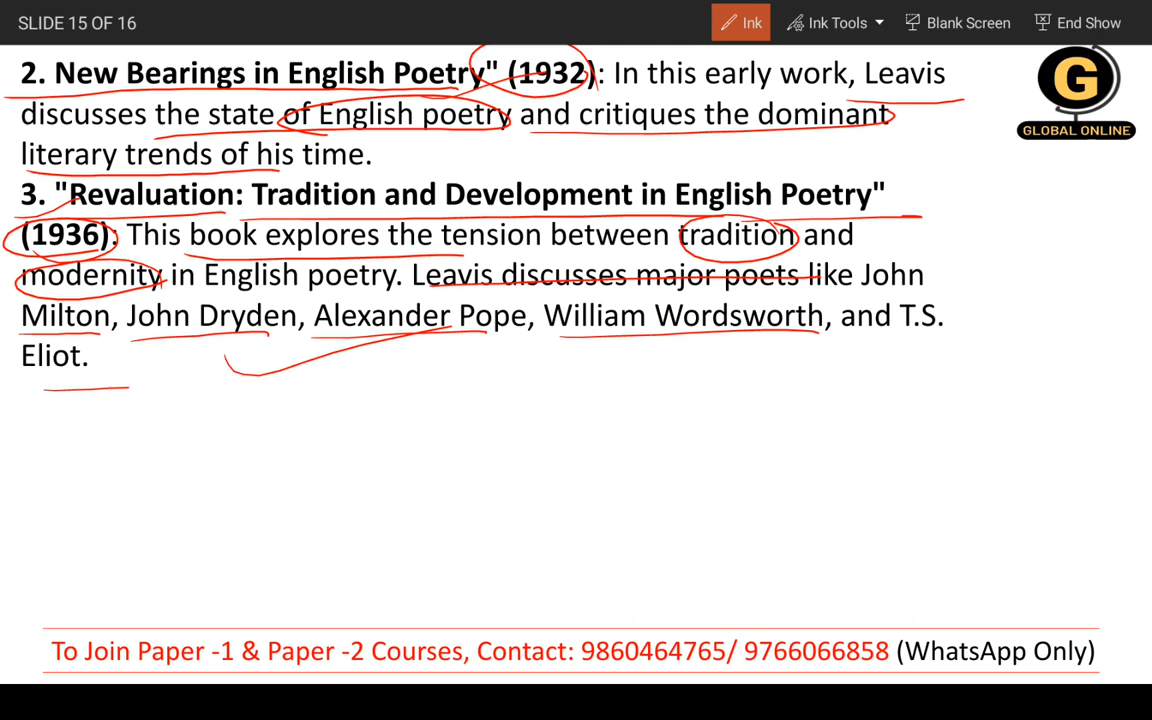 SLIDE 15 OF 16
Ink
Ink Tools
Blank Screen
End Show
2. New Bearings in English Poetry" (1932): In this early work, Leavis
discusses the state of English poetry and critiques the dominant
literary trends of his time.
3. "Revaluation: Tradition and Development in English Poetry"
(1936): This book explores the tension between tradition and
modernity in English poetry. Leavis discusses major poets like John
Milton, John Dryden, Alexander Pope, William Wordsworth, and T.S.
Eliot.
G
GLOBAL ONLINE
To Join Paper -1 & Paper -2 Courses, Contact: 9860464765/ 9766066858 (WhatsApp Only)